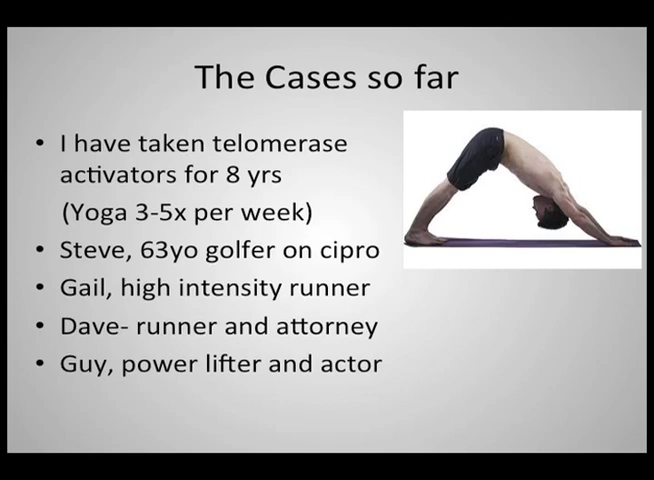 The Cases so far
• I have taken telomerase
activators for 8 yrs
(Yoga 3-5x per week)
• Steve, 63yo golfer on cipro
• Gail, high intensity runner
• Dave- runner and attorney
• Guy, power lifter and actor